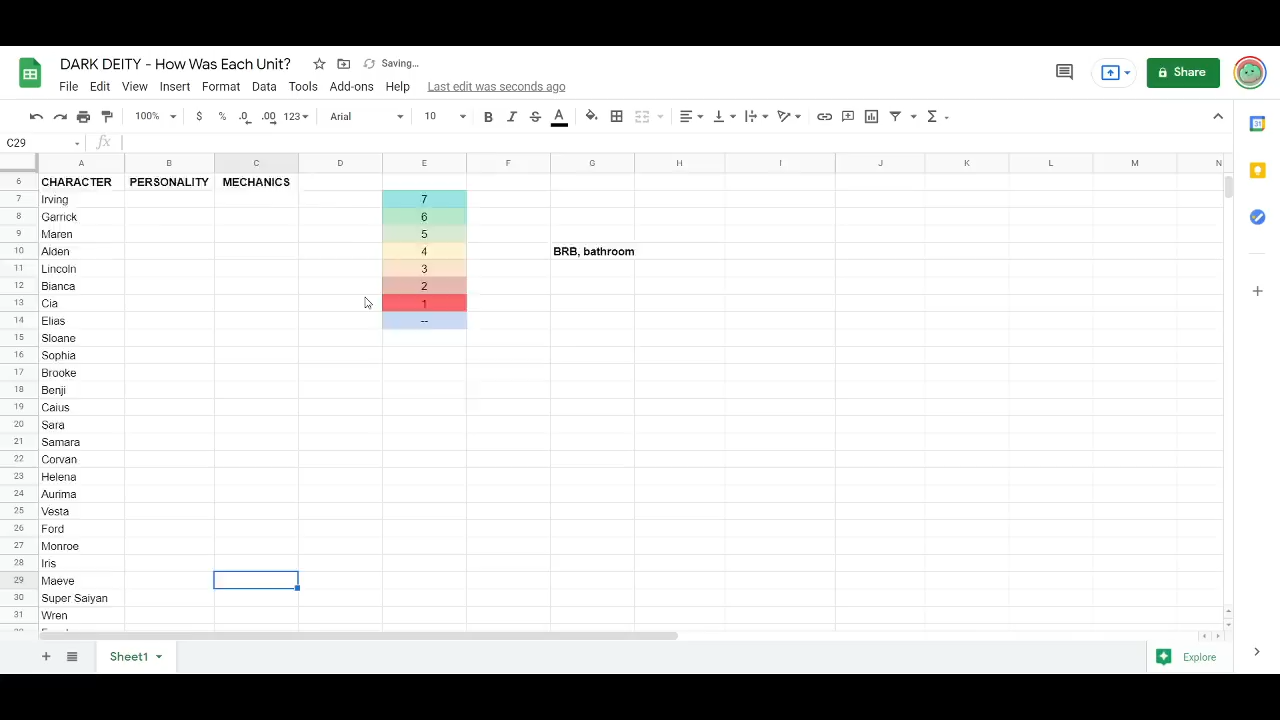 DARK DEITY - How Was Each Unit?
Saving...
File Edit View Insert Format Data Tools Add-ons Help Last edit was seconds ago
Share
100% $ % .0 .00 123 Arial 10 B I S A
C29 fx
A B C D E F G H I J K L M N
6 CHARACTER PERSONALITY MECHANICS
7 Irving 7
8 Garrick 6
9 Maren 5
10 Alden 4 BRB, bathroom
11 Lincoln 3
12 Bianca 2
13 Cia 1
14 Elias --
15 Sloane
16 Sophia
17 Brooke
18 Benji
19 Caius
20 Sara
21 Samara
22 Corvan
23 Helena
24 Aurima
25 Vesta
26 Ford
27 Monroe
28 Iris
29 Maeve
30 Super Saiyan
31 Wren
Sheet1
Explore